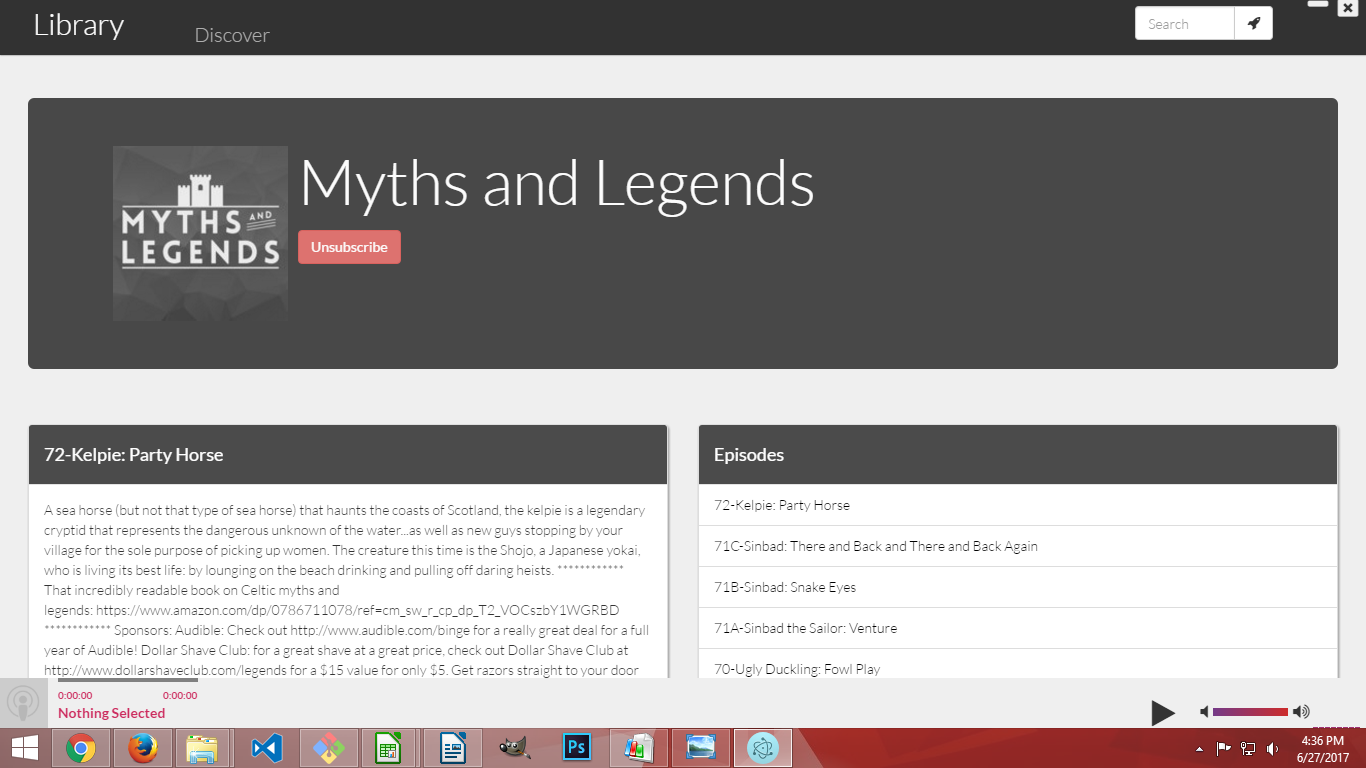 Library
Discover
Search
MYTHS AND
LEGENDS
Myths and Legends
Unsubscribe
72-Kelpie: Party Horse
A sea horse (but not that type of sea horse) that haunts the coasts of Scotland, the kelpie is a legendary
cryptid that represents the dangerous unknown of the water...as well as new guys stopping by your
village for the sole purpose of picking up women. The creature this time is the Shojo, a Japanese yokai,
who is living its best life: by lounging on the beach drinking and pulling off daring heists. ************
That incredibly readable book on Celtic myths and
legends: https://www.amazon.com/dp/0786711078/ref=cm_sw_r_cp_dp_T2_VOCszbY1WGRBD
************ Sponsors: Audible: Check out http://www.audible.com/binge for a really great deal for a full
year of Audible! Dollar Shave Club: for a great shave at a great price, check out Dollar Shave Club at
http://www.dollarshaveclub.com/legends for a $15 value for only $5. Get razors straight to your door
Episodes
72-Kelpie: Party Horse
71C-Sinbad: There and Back and There and Back Again
71B-Sinbad: Snake Eyes
71A-Sinbad the Sailor: Venture
70-Ugly Duckling: Fowl Play
0:00:00
0:00:00
Nothing Selected
Ps
4:36 PM
6/27/2017